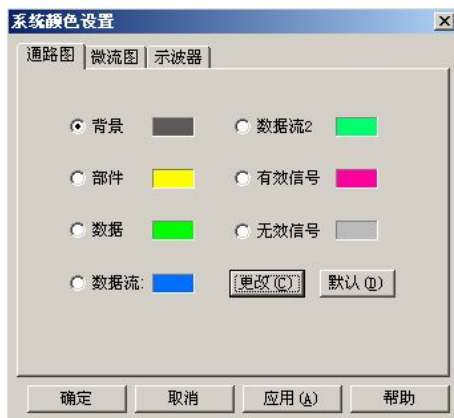 系统颜色设置
通路图 微流图 示波器
背景 数据流2
部件 有效信号
数据 无效信号
数据流: 更改(C) 默认(D)
确定 取消 应用(A) 帮助